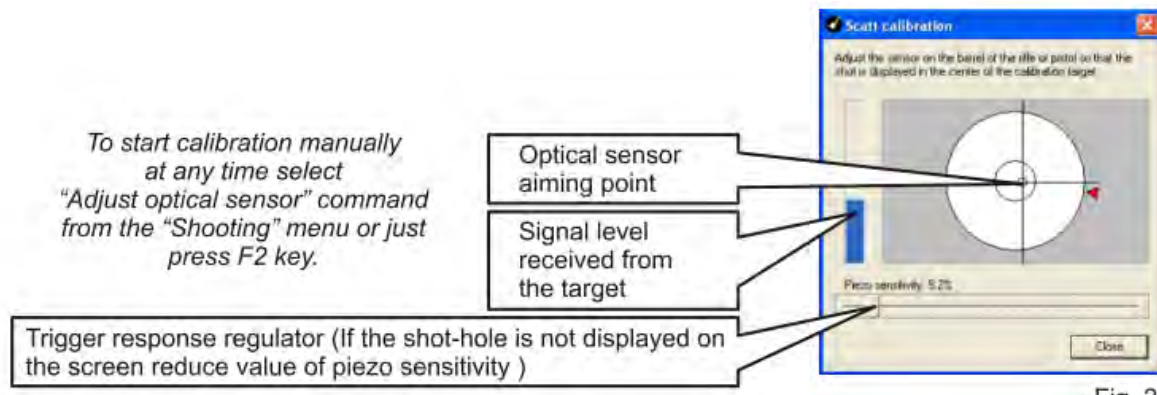 Scatt calibration
Adjust the sensor on the barrel of the rifle or pistol so that the
shot is displayed in the center of the calibration target
To start calibration manually
at any time select
“Adjust optical sensor” command
from the “Shooting” menu or just
press F2 key.
Optical sensor
aiming point
Signal level
received from
the target
Piezo sensitivity: 5.2%
Trigger response regulator (If the shot-hole is not displayed on
the screen reduce value of piezo sensitivity )
Close